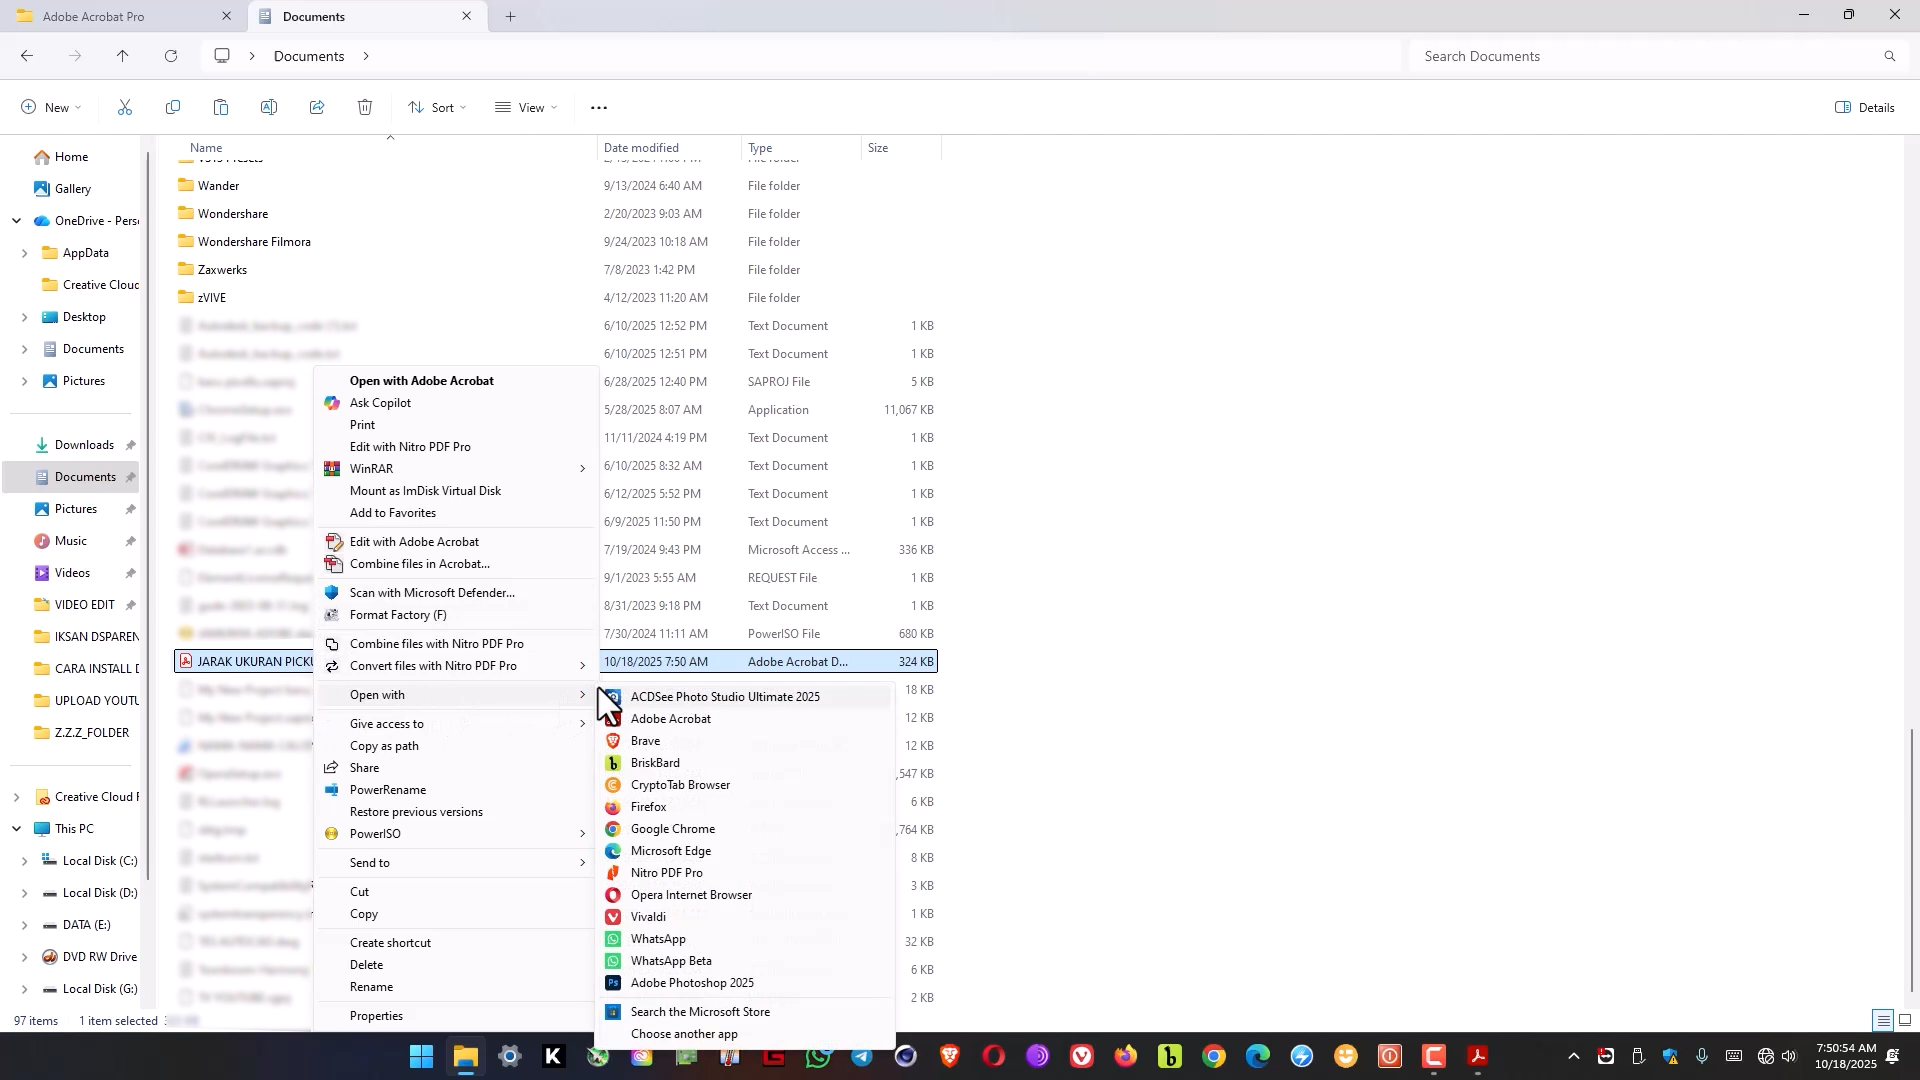 Adobe Acrobat Pro
Documents
Documents
Search Documents
New
Sort
View
Details
Name
Date modified
Type
Size
Home
Gallery
OneDrive - Pers
AppData
Creative Cloud
Desktop
Documents
Pictures
Downloads
Documents
Pictures
Music
Videos
VIDEO EDIT
IKSAN DSPAREN
CARA INSTALL D
UPLOAD YOUTU
Z.Z.Z_FOLDER
Creative Cloud F
This PC
Local Disk (C:)
Local Disk (D:)
DATA (E:)
DVD RW Drive
Local Disk (G:)
Wander 9/13/2024 6:40 AM File folder
Wondershare 2/20/2023 9:03 AM File folder
Wondershare Filmora 9/24/2023 10:18 AM File folder
Zaxwerks 7/8/2023 1:42 PM File folder
zVIVE 4/12/2023 11:20 AM File folder
6/10/2025 12:52 PM Text Document 1 KB
6/10/2025 12:51 PM Text Document 1 KB
6/28/2025 12:40 PM SAPROJ File 5 KB
5/28/2025 8:07 AM Application 11,067 KB
11/11/2024 4:19 PM Text Document 1 KB
6/10/2025 8:32 AM Text Document 1 KB
6/12/2025 5:52 PM Text Document 1 KB
6/9/2025 11:50 PM Text Document 1 KB
7/19/2024 9:43 PM Microsoft Access ... 336 KB
9/1/2023 5:55 AM REQUEST File 1 KB
8/31/2023 9:18 PM Text Document 1 KB
7/30/2024 11:11 AM PowerISO File 680 KB
JARAK UKURAN PICKU 10/18/2025 7:50 AM Adobe Acrobat D... 324 KB
18 KB
12 KB
12 KB
,547 KB
6 KB
,764 KB
8 KB
3 KB
1 KB
32 KB
6 KB
2 KB
Open with Adobe Acrobat
Ask Copilot
Print
Edit with Nitro PDF Pro
WinRAR
Mount as ImDisk Virtual Disk
Add to Favorites
Edit with Adobe Acrobat
Combine files in Acrobat...
Scan with Microsoft Defender...
Format Factory (F)
Combine files with Nitro PDF Pro
Convert files with Nitro PDF Pro
Open with
Give access to
Copy as path
Share
PowerRename
Restore previous versions
PowerISO
Send to
Cut
Copy
Create shortcut
Delete
Rename
Properties
ACDSee Photo Studio Ultimate 2025
Adobe Acrobat
Brave
BriskBard
CryptoTab Browser
Firefox
Google Chrome
Microsoft Edge
Nitro PDF Pro
Opera Internet Browser
Vivaldi
WhatsApp
WhatsApp Beta
Adobe Photoshop 2025
Search the Microsoft Store
Choose another app
97 items 1 item selected
7:50:54 AM
10/18/2025